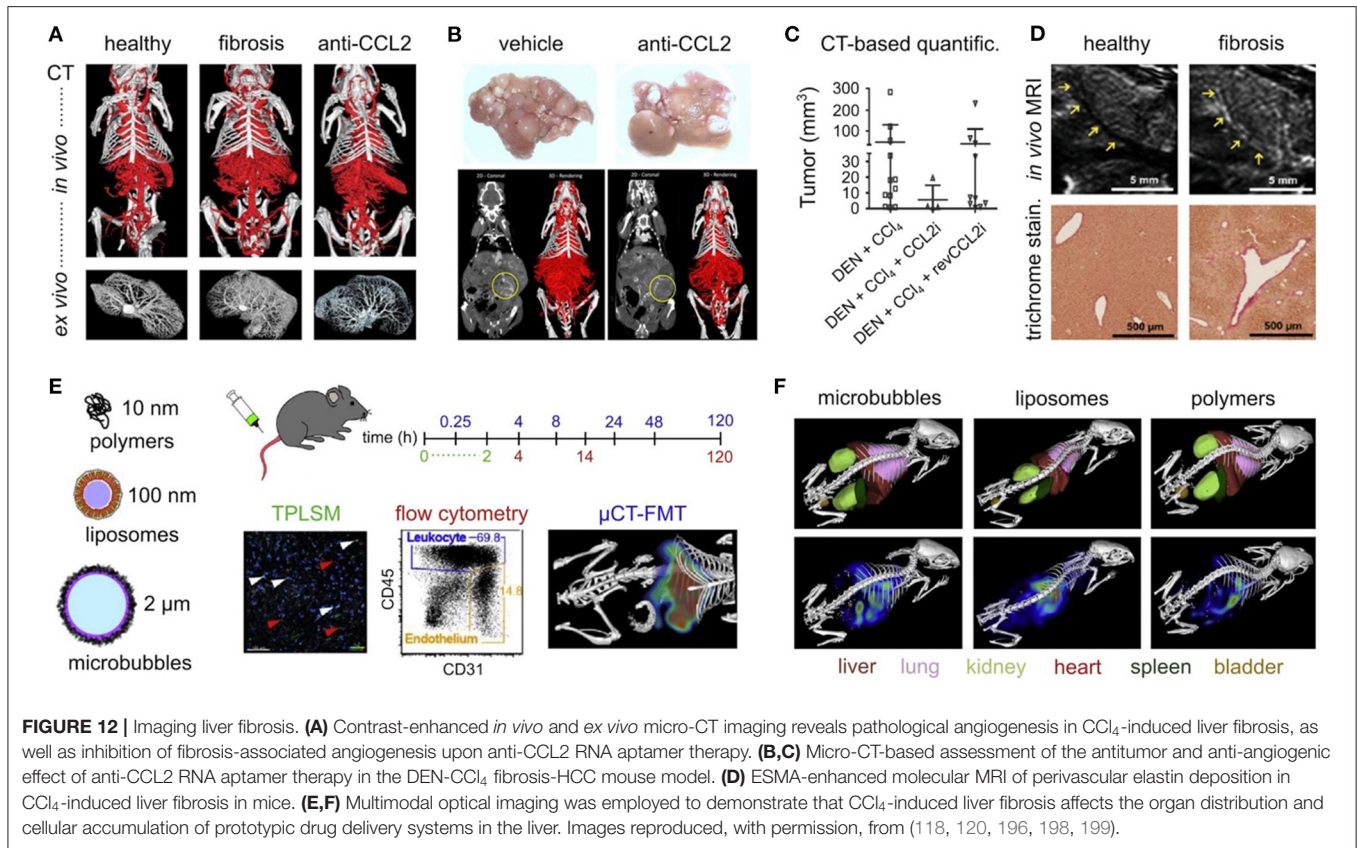 A
healthy fibrosis anti-CCL2
CT
in vivo
ex vivo
B
vehicle anti-CCL2
2D - Coronal 3D - Rendering 2D - Coronal 3D - Rendering
C
CT-based quantific.
Tumor (mm³)
300
200
100
30
20
10
0
DEN + CCl₄
DEN + CCl₄ + CCL2i
DEN + CCl₄ + revCCL2i
D
healthy fibrosis
in vivo MRI
5 mm 5 mm
trichrome stain.
500 µm 500 µm
E
10 nm
polymers
100 nm
liposomes
2 µm
microbubbles
0.25 4 8 24 48 120
time (h)
0 2 4 14 120
TPLSM flow cytometry µCT-FMT
Leukocyte 69.8
14.8
Endothelium
CD45
CD31
F
microbubbles liposomes polymers
liver lung kidney heart spleen bladder
FIGURE 12 | Imaging liver fibrosis. (A) Contrast-enhanced in vivo and ex vivo micro-CT imaging reveals pathological angiogenesis in CCl₄-induced liver fibrosis, as
well as inhibition of fibrosis-associated angiogenesis upon anti-CCL2 RNA aptamer therapy. (B,C) Micro-CT-based assessment of the antitumor and anti-angiogenic
effect of anti-CCL2 RNA aptamer therapy in the DEN-CCl₄ fibrosis-HCC mouse model. (D) ESMA-enhanced molecular MRI of perivascular elastin deposition in
CCl₄-induced liver fibrosis in mice. (E,F) Multimodal optical imaging was employed to demonstrate that CCl₄-induced liver fibrosis affects the organ distribution and
cellular accumulation of prototypic drug delivery systems in the liver. Images reproduced, with permission, from (118, 120, 196, 198, 199).